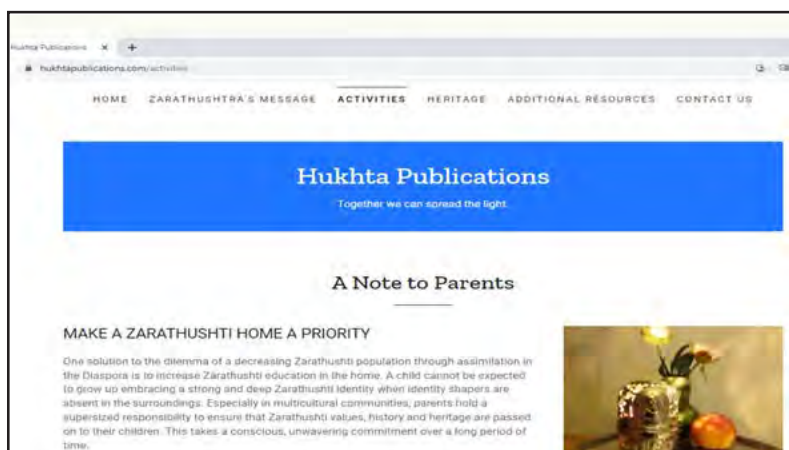 Hukhta Publications
hukhtapublications.com/activities
HOME ZARATHUSHTRA'S MESSAGE ACTIVITIES HERITAGE ADDITIONAL RESOURCES CONTACT US
Hukhta Publications
Together we can spread the light.
A Note to Parents
MAKE A ZARATHUSHTI HOME A PRIORITY
One solution to the dilemma of a decreasing Zarathushti population through assimilation in
the Diaspora is to increase Zarathushti education in the home. A child cannot be expected
to grow up embracing a strong and deep Zarathushti identity when identity shapers are
absent in the surroundings. Especially in multicultural communities, parents hold a
supersized responsibility to ensure that Zarathushti values, history and heritage are passed
on to their children. This takes a conscious, unwavering commitment over a long period of
time.